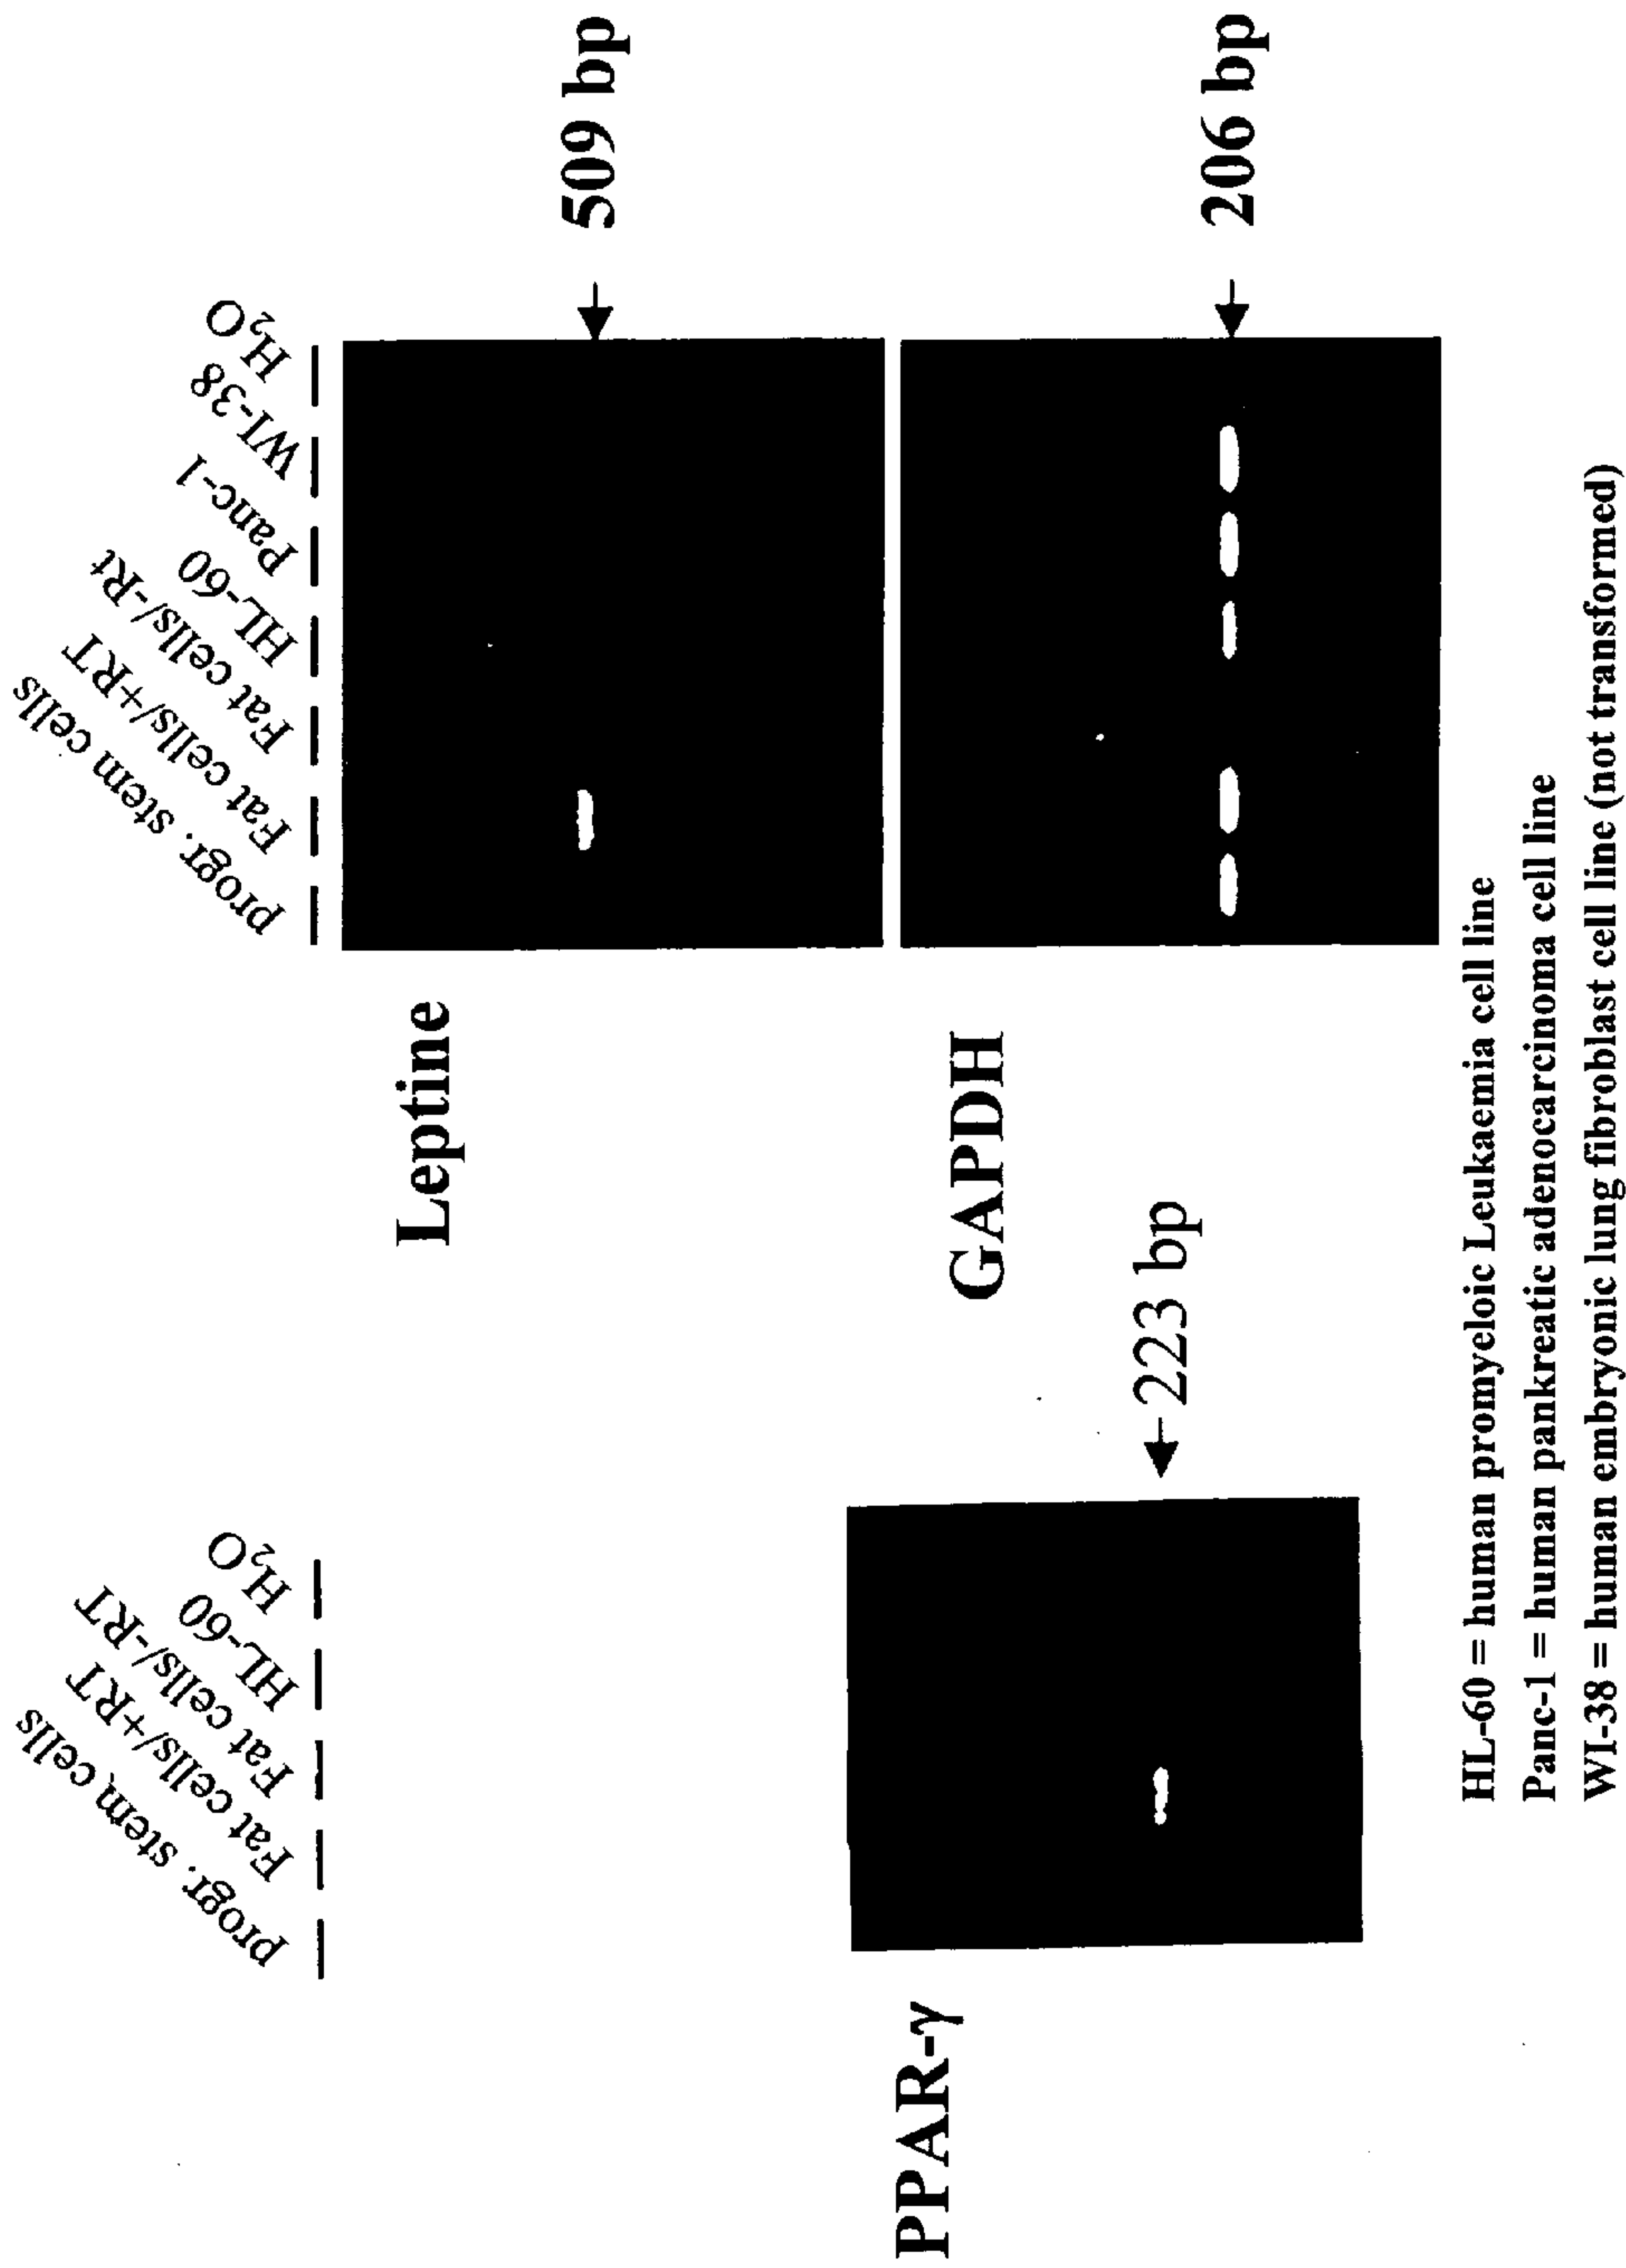 progr. stem cells
Fat cells/+RT
Fat cells/-RT
HL-60
H₂O
PPAR-γ
223 bp
progr. stem cells
Fat cells/+RT
Fat cells/-Rt
HL-60
Panc-1
WI-38
H₂O
Leptine
509 bp
GAPDH
206 bp
HL-60 = human promyeloic Leukaemia cell line
Panc-1 = human pankreatic adenocarcinoma cell line
WI-38 = human embryonic lung fibroblast cell line (not transformed)